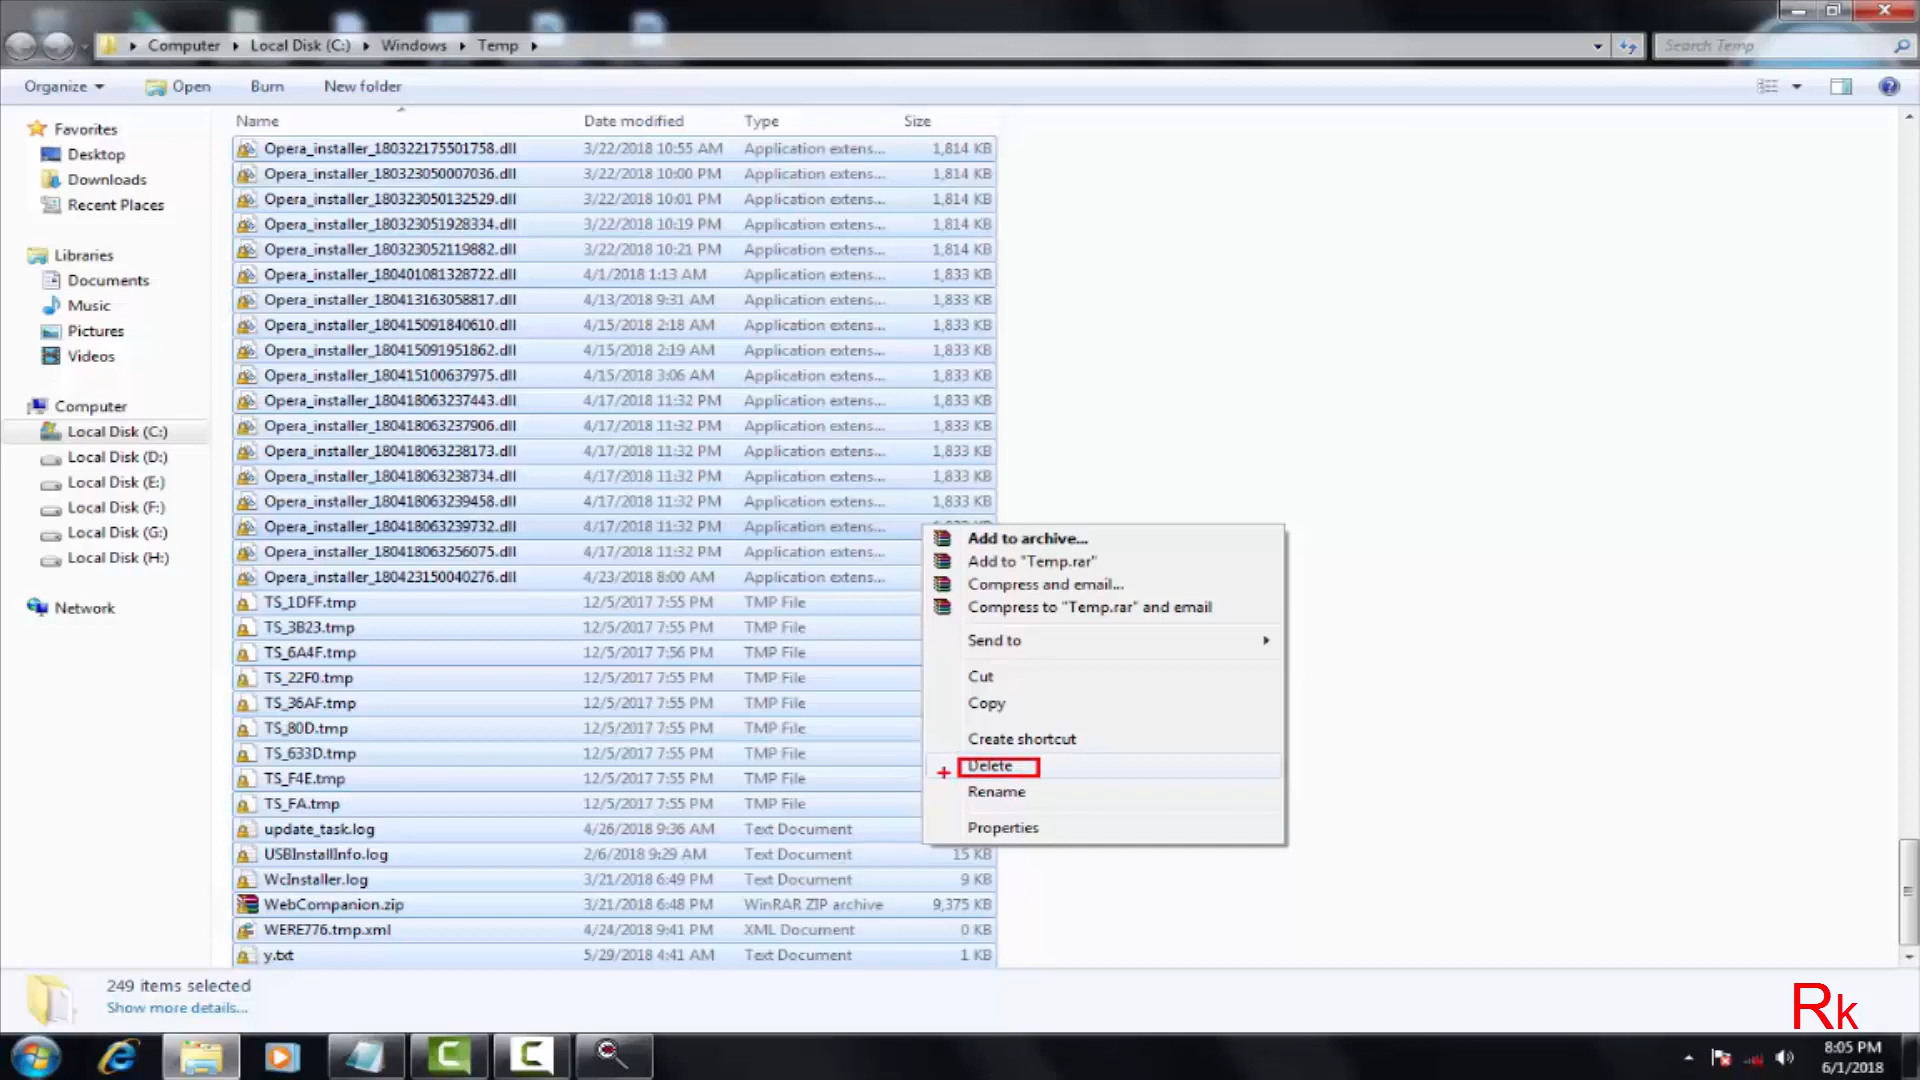 Computer Local Disk (C:) Windows Temp Search Temp
Organize Open Burn New folder
Name Date modified Type Size
Favorites
Desktop
Downloads
Recent Places
Libraries
Documents
Music
Pictures
Videos
Computer
Local Disk (C:)
Local Disk (D:)
Local Disk (E:)
Local Disk (F:)
Local Disk (G:)
Local Disk (H:)
Network
Opera_installer_180322175501758.dll 3/22/2018 10:55 AM Application extens... 1,814 KB
Opera_installer_180323050007036.dll 3/22/2018 10:00 PM Application extens... 1,814 KB
Opera_installer_180323050132529.dll 3/22/2018 10:01 PM Application extens... 1,814 KB
Opera_installer_180323051928334.dll 3/22/2018 10:19 PM Application extens... 1,814 KB
Opera_installer_180323052119882.dll 3/22/2018 10:21 PM Application extens... 1,814 KB
Opera_installer_180401081328722.dll 4/1/2018 1:13 AM Application extens... 1,833 KB
Opera_installer_180413163058817.dll 4/13/2018 9:31 AM Application extens... 1,833 KB
Opera_installer_180415091840610.dll 4/15/2018 2:18 AM Application extens... 1,833 KB
Opera_installer_180415091951862.dll 4/15/2018 2:19 AM Application extens... 1,833 KB
Opera_installer_180415100637975.dll 4/15/2018 3:06 AM Application extens... 1,833 KB
Opera_installer_180418063237443.dll 4/17/2018 11:32 PM Application extens... 1,833 KB
Opera_installer_180418063237906.dll 4/17/2018 11:32 PM Application extens... 1,833 KB
Opera_installer_180418063238173.dll 4/17/2018 11:32 PM Application extens... 1,833 KB
Opera_installer_180418063238734.dll 4/17/2018 11:32 PM Application extens... 1,833 KB
Opera_installer_180418063239458.dll 4/17/2018 11:32 PM Application extens... 1,833 KB
Opera_installer_180418063239732.dll 4/17/2018 11:32 PM Application extens...
Opera_installer_180418063256075.dll 4/17/2018 11:32 PM Application extens...
Opera_installer_180423150040276.dll 4/23/2018 8:00 AM Application extens...
TS_1DFF.tmp 12/5/2017 7:55 PM TMP File
TS_3B23.tmp 12/5/2017 7:55 PM TMP File
TS_6A4F.tmp 12/5/2017 7:56 PM TMP File
TS_22F0.tmp 12/5/2017 7:55 PM TMP File
TS_36AF.tmp 12/5/2017 7:55 PM TMP File
TS_80D.tmp 12/5/2017 7:55 PM TMP File
TS_633D.tmp 12/5/2017 7:55 PM TMP File
TS_F4E.tmp 12/5/2017 7:55 PM TMP File
TS_FA.tmp 12/5/2017 7:55 PM TMP File
update_task.log 4/26/2018 9:36 AM Text Document
USBInstallInfo.log 2/6/2018 9:29 AM Text Document 15 KB
WcInstaller.log 3/21/2018 6:49 PM Text Document 9 KB
WebCompanion.zip 3/21/2018 6:48 PM WinRAR ZIP archive 9,375 KB
WERE776.tmp.xml 4/24/2018 9:41 PM XML Document 0 KB
y.txt 5/29/2018 4:41 AM Text Document 1 KB
Add to archive...
Add to "Temp.rar"
Compress and email...
Compress to "Temp.rar" and email
Send to
Cut
Copy
Create shortcut
Delete
Rename
Properties
249 items selected
Show more details...
Rk
8:05 PM
6/1/2018